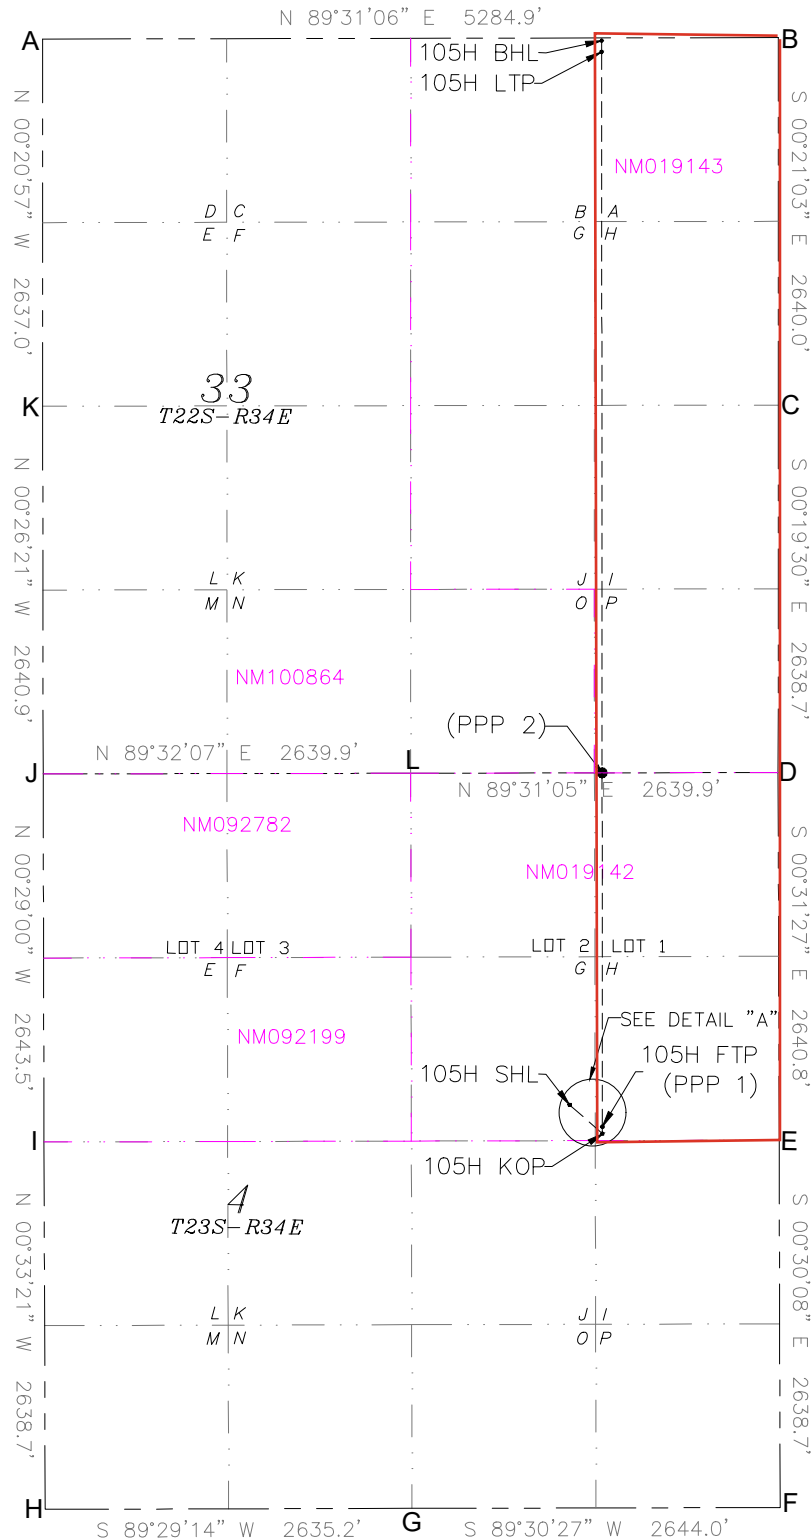 N 89°31'06" E 5284.9'
A
B
105H BHL
105H LTP
N 00°20'57" W 2637.0'
S 00°21'03" E 2640.0'
NM019143
D C
B A
E F
G H
33
T22S-R34E
K
C
N 00°26'21" W 2640.9'
S 00°19'30" E 2638.7'
L K
J I
M N
O P
NM100864
(PPP 2)
N 89°32'07" E 2639.9'
L
J
D
N 89°31'05" E 2639.9'
NM092782
N 00°29'00" W 2643.5'
S 00°31'27" E 2640.8'
NM019142
LOT 4 LOT 3
LOT 2 LOT 1
E F
G H
SEE DETAIL "A"
NM092199
105H FTP
105H SHL
(PPP 1)
I
E
105H KOP
4
T23S-R34E
N 00°33'21" W 2638.7'
S 00°30'08" E 2638.7'
L K
J I
M N
O P
H
G
F
S 89°29'14" W 2635.2'
S 89°30'27" W 2644.0'